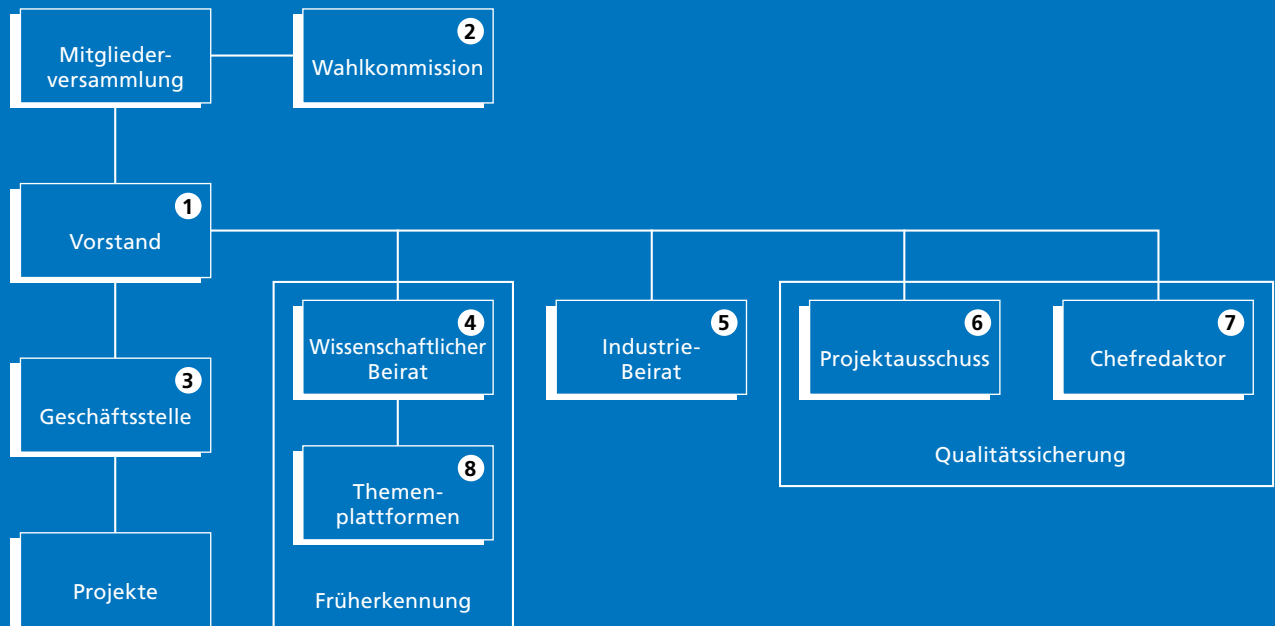 Mitglieder-
versammlung
2
Wahlkommission
1
Vorstand
3
Geschäftsstelle
Projekte
4
Wissenschaftlicher
Beirat
8
Themen-
plattformen
Früherkennung
5
Industrie-
Beirat
6
Projektausschuss
7
Chefredaktor
Qualitätssicherung